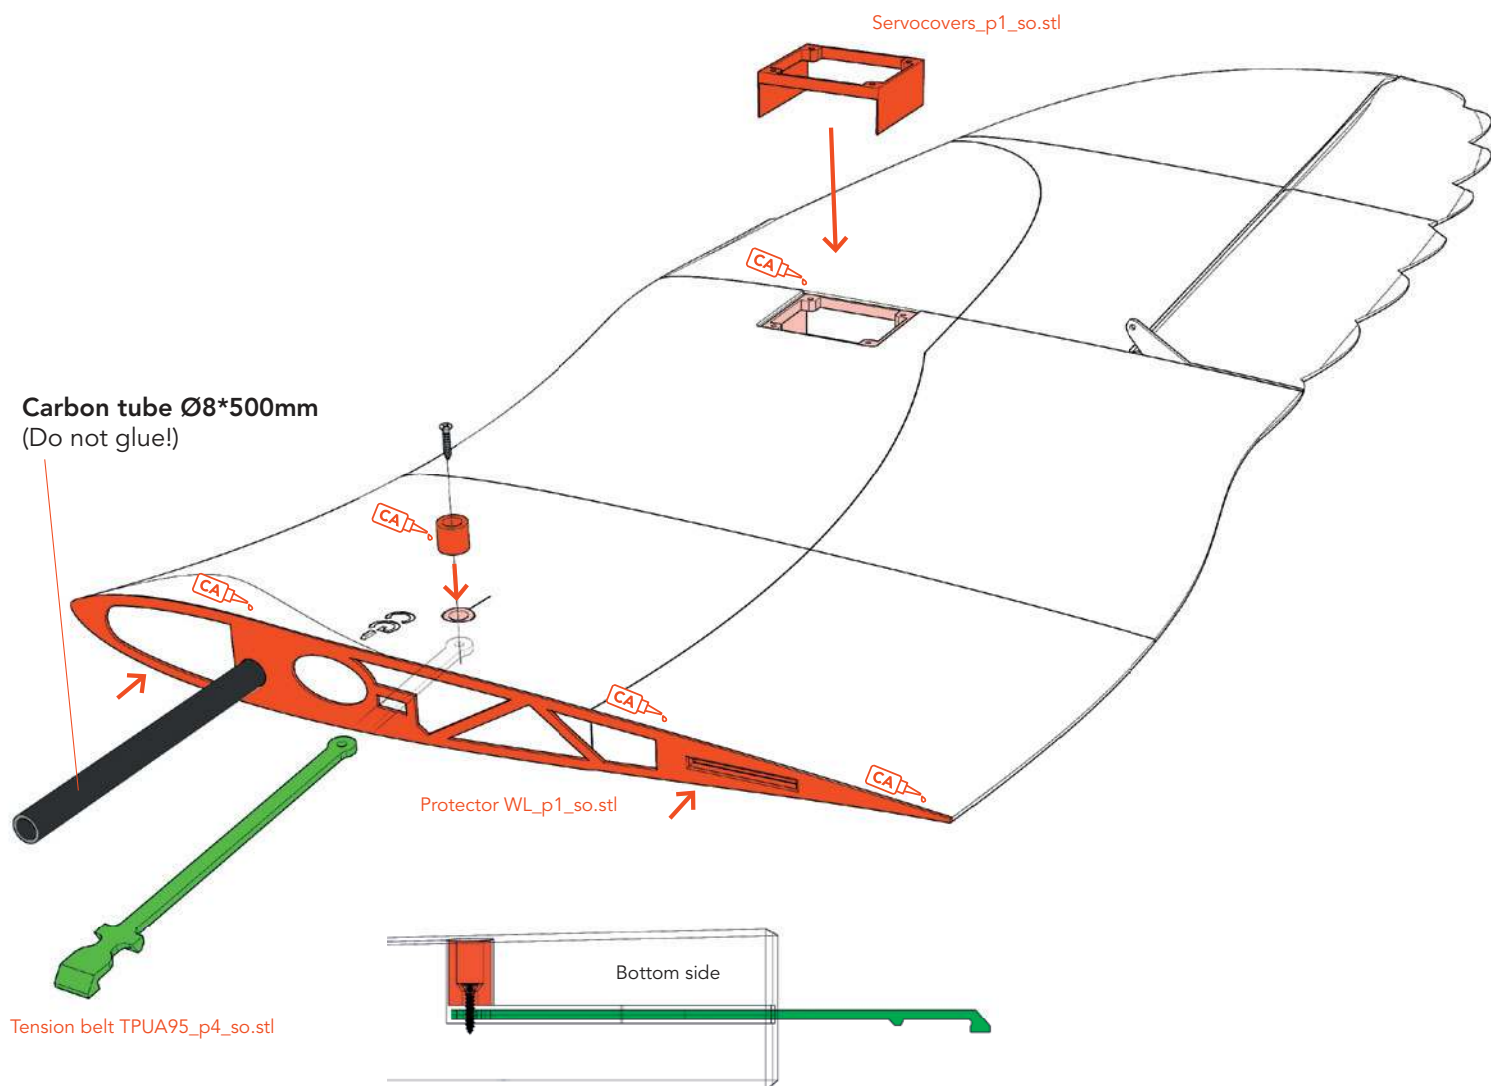 Servocovers_p1_so.stl
CA
Carbon tube Ø8*500mm
(Do not glue!)
CA
CA
CA
CA
Protector WL_p1_so.stl
Bottom side
Tension belt TPUA95_p4_so.stl